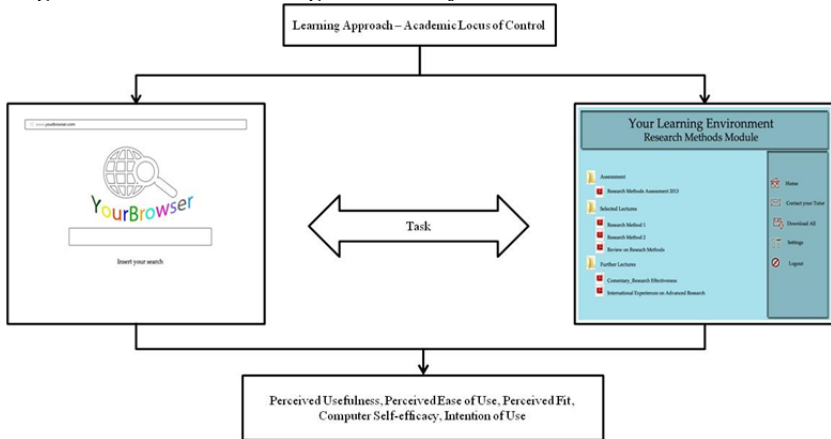 Learning Approach – Academic Locus of Control
www.yourbrowser.com
YourBrowser
Insert your search
Task
Your Learning Environment
Research Methods Module
Assessment
Research Methods Assessment 2013
Selected Lectures
Research Method 1
Research Method 2
Review on Reseach Methods
Further Lectures
Comentary_Research Effectiveness
International Experiences on Advanced Research
Home
Contact your Tutor
Download All
Settings
Logout
Perceived Usefulness, Perceived Ease of Use, Perceived Fit,
Computer Self-efficacy, Intention of Use